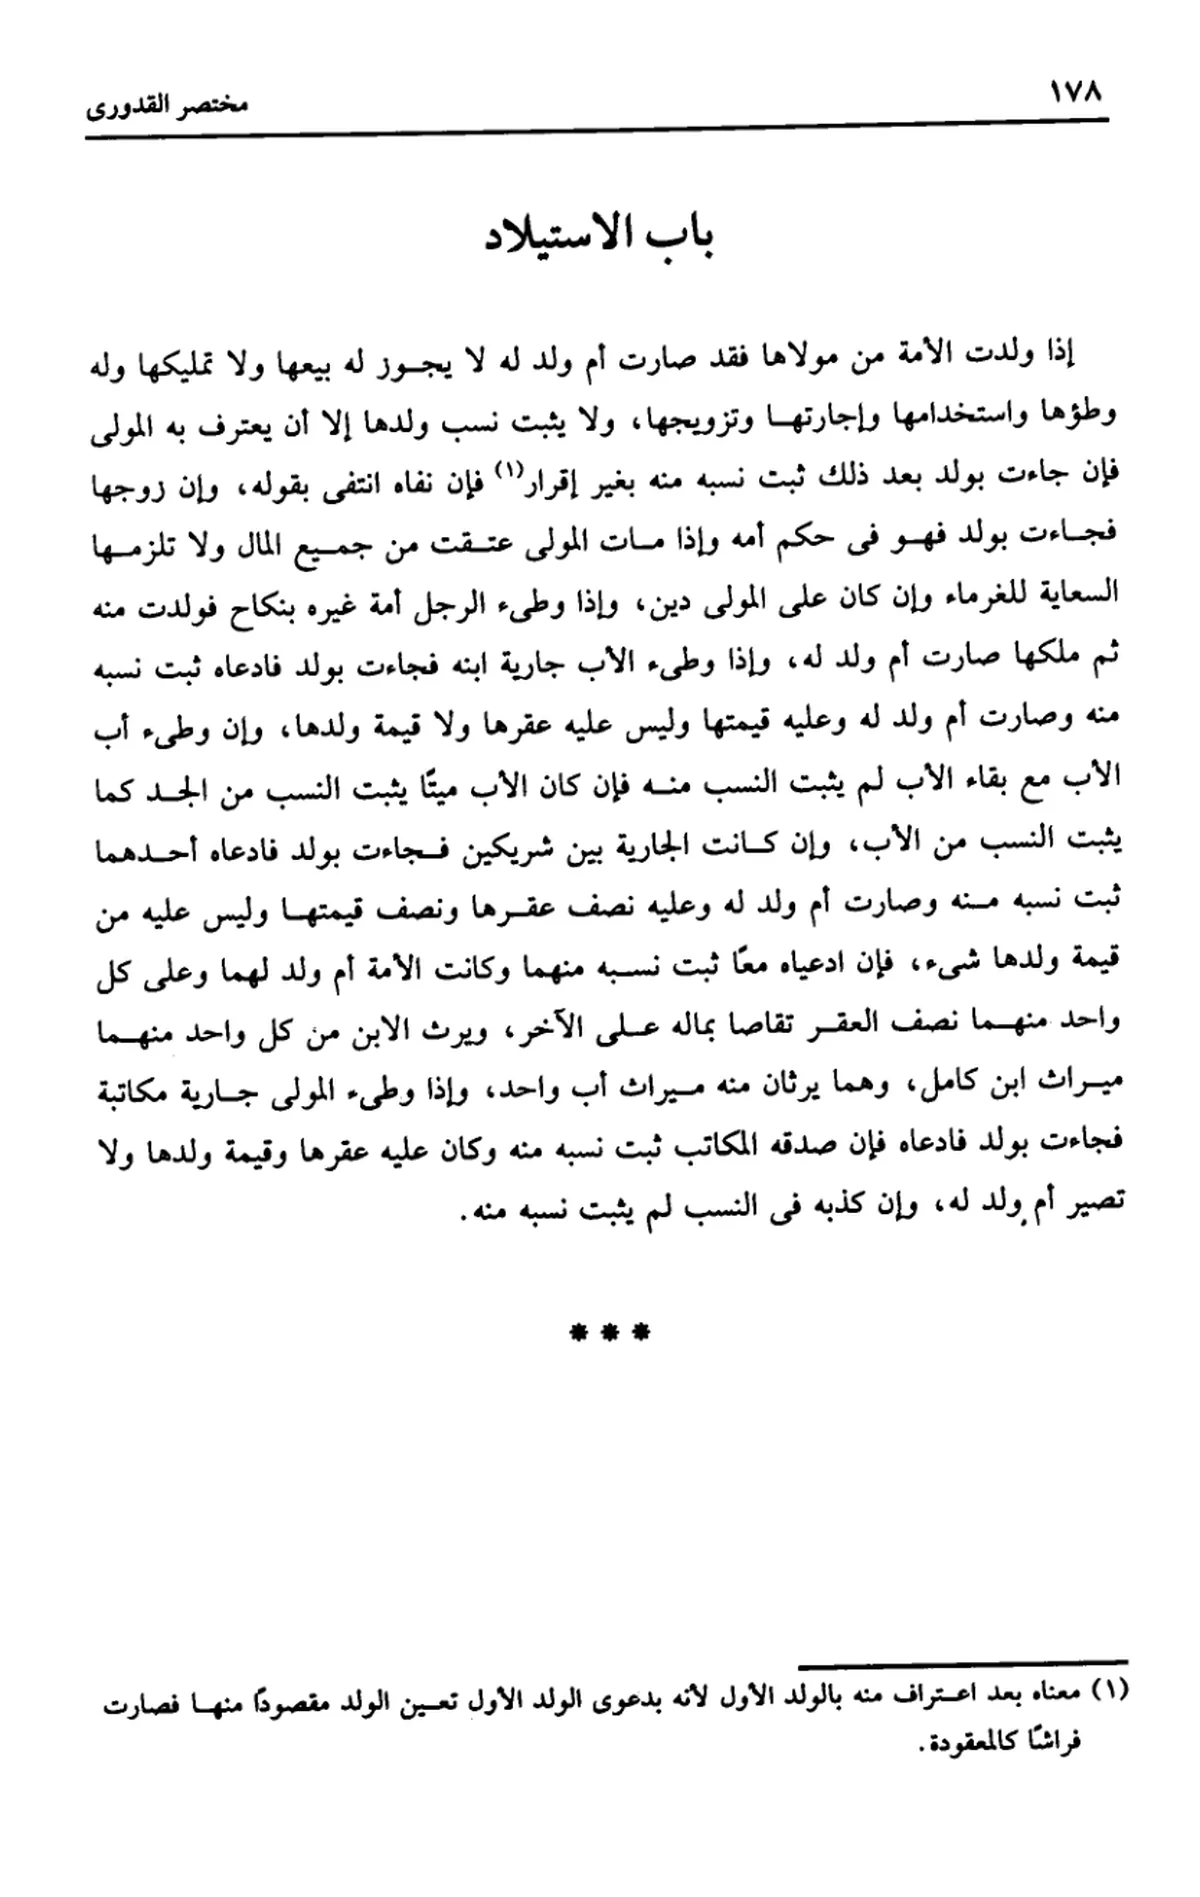 ١٧٨
مختصر القدورى
باب الاستيلاد
إذا ولدت الأمة من مولاها فقد صارت أم ولد له لا يجوز له بيعها ولا تمليكها وله
وطؤها واستخدامها وإجارتها وتزويجها، ولا يثبت نسب ولدها إلا أن يعترف به المولى
فإن جاءت بولد بعد ذلك ثبت نسبه منه بغير إقرار(١) فإن نفاه انتفى بقوله، وإن زوجها
فجاءت بولد فهو فى حكم أمه وإذا مات المولى عتقت من جميع المال ولا تلزمها
السعاية للغرماء وإن كان على المولى دين، وإذا وطىء الرجل أمة غيره بنكاح فولدت منه
ثم ملكها صارت أم ولد له، وإذا وطىء الأب جارية ابنه فجاءت بولد فادعاه ثبت نسبه
منه وصارت أم ولد له وعليه قيمتها وليس عليه عقرها ولا قيمة ولدها، وإن وطىء أب
الأب مع بقاء الأب لم يثبت النسب منه فإن كان الأب ميتًا يثبت النسب من الجد كما
يثبت النسب من الأب، وإن كانت الجارية بين شريكين فجاءت بولد فادعاه أحدهما
ثبت نسبه منه وصارت أم ولد له وعليه نصف عقرها ونصف قيمتها وليس عليه من
قيمة ولدها شىء، فإن ادعياه معًا ثبت نسبه منهما وكانت الأمة أم ولد لهما وعلى كل
واحد منهما نصف العقر تقاصا بماله على الآخر، ويرث الابن من كل واحد منهما
ميراث ابن كامل، وهما يرثان منه ميراث أب واحد، وإذا وطىء المولى جارية مكاتبة
فجاءت بولد فادعاه فإن صدقه المكاتب ثبت نسبه منه وكان عليه عقرها وقيمة ولدها ولا
تصير أم ولد له، وإن كذبه فى النسب لم يثبت نسبه منه.
* * *
(١) معناه بعد اعتراف منه بالولد الأول لأنه بدعوى الولد الأول تعين الولد مقصودًا منها فصارت
فراشًا كالمعقودة.